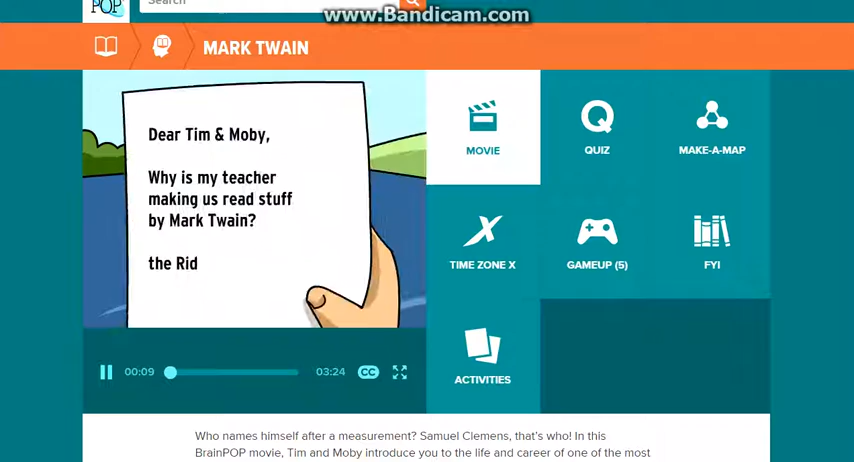 www.Bandicam.com
POP
Search
MARK TWAIN
Dear Tim & Moby,
Why is my teacher
making us read stuff
by Mark Twain?
the Rid
MOVIE
Q
QUIZ
MAKE-A-MAP
X
TIME ZONE X
GAMEUP (5)
FYI
00:09
03:24
CC
ACTIVITIES
Who names himself after a measurement? Samuel Clemens, that's who! In this
BrainPOP movie, Tim and Moby introduce you to the life and career of one of the most